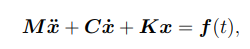 Mẍ + Cẋ + Kx = f(t),